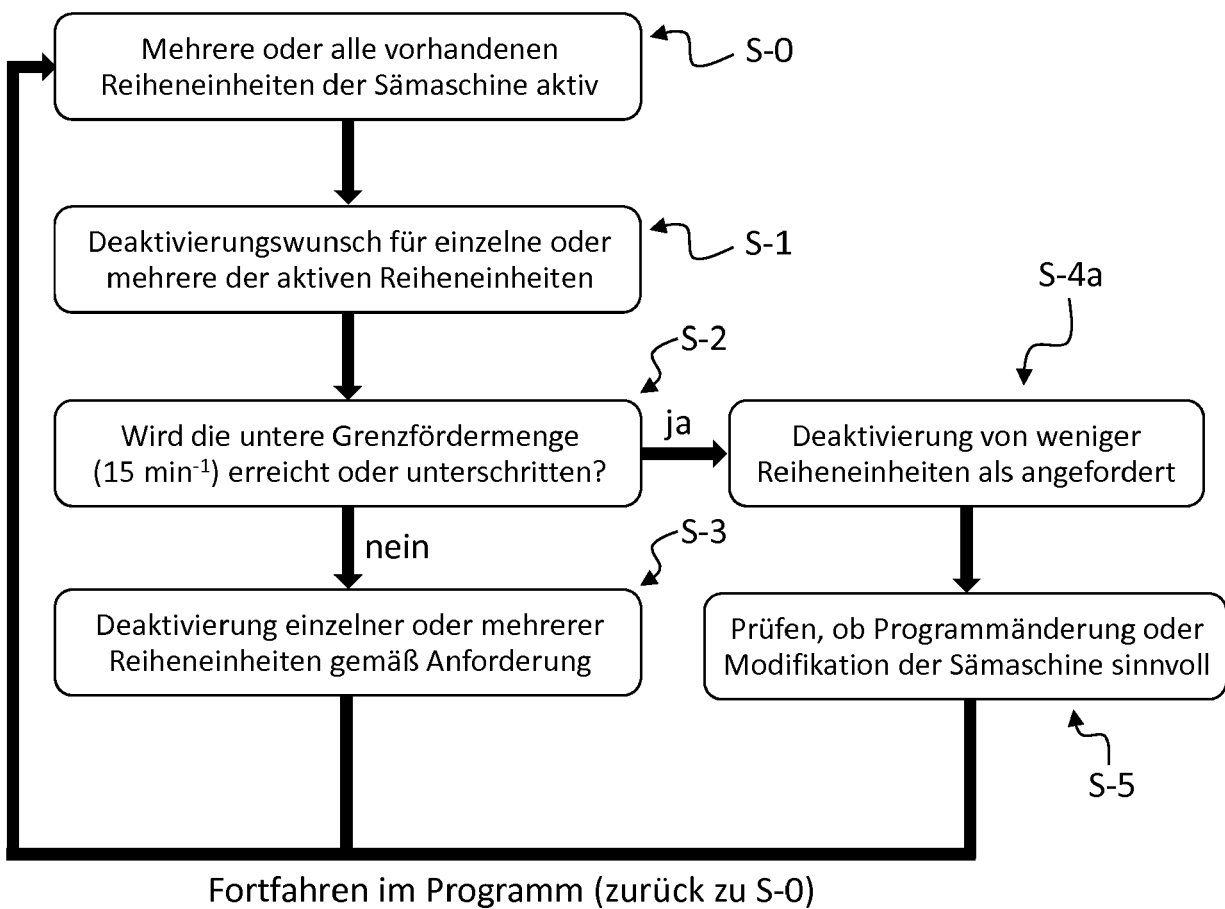 Mehrere oder alle vorhandenen
Reiheneinheiten der Sämaschine aktiv
S-0
Deaktivierungswunsch für einzelne oder
mehrere der aktiven Reiheneinheiten
S-1
S-2
Wird die untere Grenzfördermenge
(15 min⁻¹) erreicht oder unterschritten?
ja
S-4a
Deaktivierung von weniger
Reiheneinheiten als angefordert
nein
S-3
Deaktivierung einzelner oder mehrerer
Reiheneinheiten gemäß Anforderung
Prüfen, ob Programmänderung oder
Modifikation der Sämaschine sinnvoll
S-5
Fortfahren im Programm (zurück zu S-0)